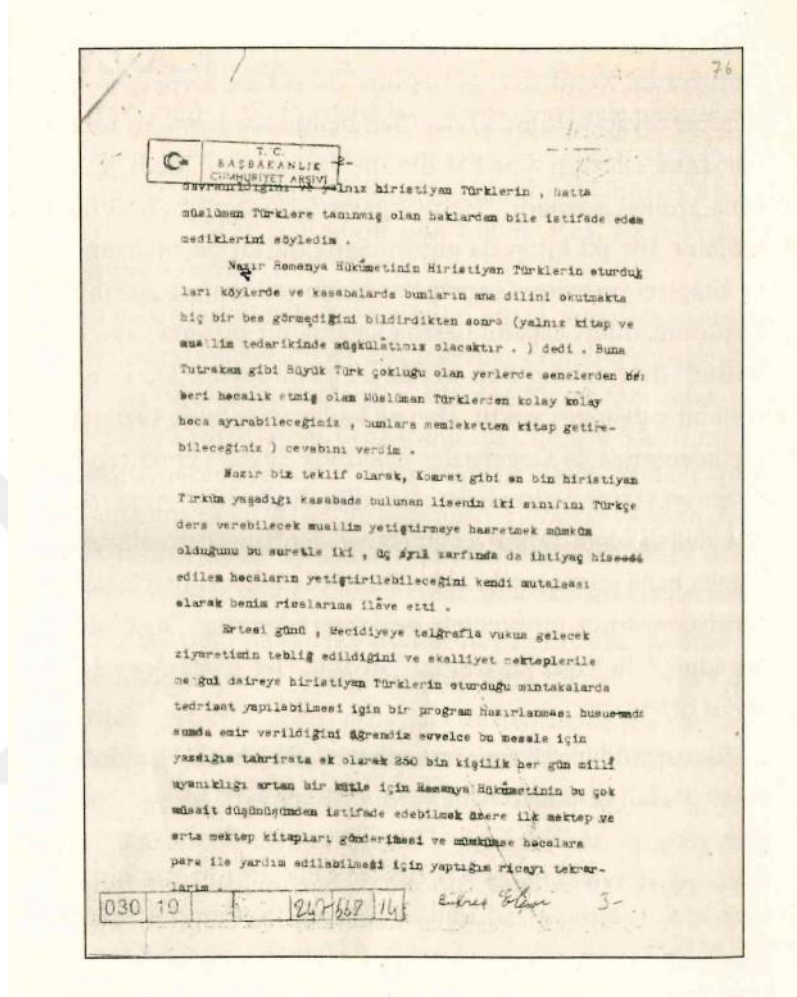 76
T. C.
BAŞBAKANLIK
CUMHURİYET ARŞİVİ
-2-
davranıldığını ve yalnız hiristiyan Türklerin , hatta
müslüman Türklere tanınmış olan haklardan bile istifade edem
mediklerini söyledim .
Nazır Romanya Hükûmetinin Hiristiyan Türklerin oturduk
ları köylerde ve kasabalarda bunların ana dilini okutmakta
hiç bir bes görmediğini bildirdikten sonra (yalnız kitap ve
muallim tedarikinde müşkülâtımız olacaktır . ) dedi . Buna
Tutrakan gibi Büyük Türk çokluğu olan yerlerde senelerden
beri hocalık etmiş olan Müslüman Türklerden kolay kolay
hoca ayırabileceğiniz , bunlara memleketten kitap getire-
bileceğiniz ) cevabını verdim .
Nazır biz teklif olarak, Komrat gibi on bin hiristiyan
Türkün yaşadığı kasabada bulunan lisenin iki sınıfını Türkçe
ders verebilecek muallim yetiştirmeye hasretmek mümkün
olduğunu bu suretle iki , üç ayıl zarfında da ihtiyaç hissedi
edilen hocaların yetiştirilebileceğini kendi mutalaası
olarak benim ricalarıma ilâve etti .
Ertesi günü , Mecidiyeye telğrafla vukua gelecek
ziyaretimin tebliğ edildiğini ve ekalliyet mekteplerile
meşgul daireye hiristiyan Türklerin oturduğu mıntakalarda
tedrisat yapılabilmesi için bir program hazırlanması
sunda emir verildiğini öğrendim evvelce bu mesele için
yazdığım tahrirata ek olarak 250 bin kişilik her gün millî
uyanıklığı artan bir kütle için Romanya Hükûmetinin bu çok
müsait düşünüşünden istifade edebilmek üzere ilk mektep ve
orta mektep kitapları gönderilmesi ve mümkünse hocalara
para ile yardım edilebilmesi için yaptığım ricayı tekrar-
larım .
030 10 247 668 14
Bükreş Elçisi 3-